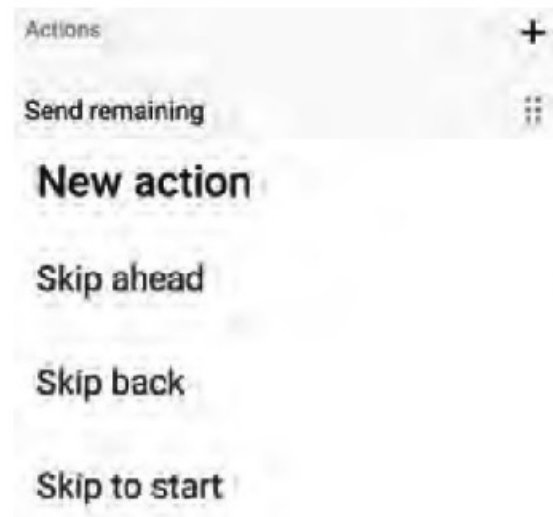 Actions +
Send remaining
New action
Skip ahead
Skip back
Skip to start